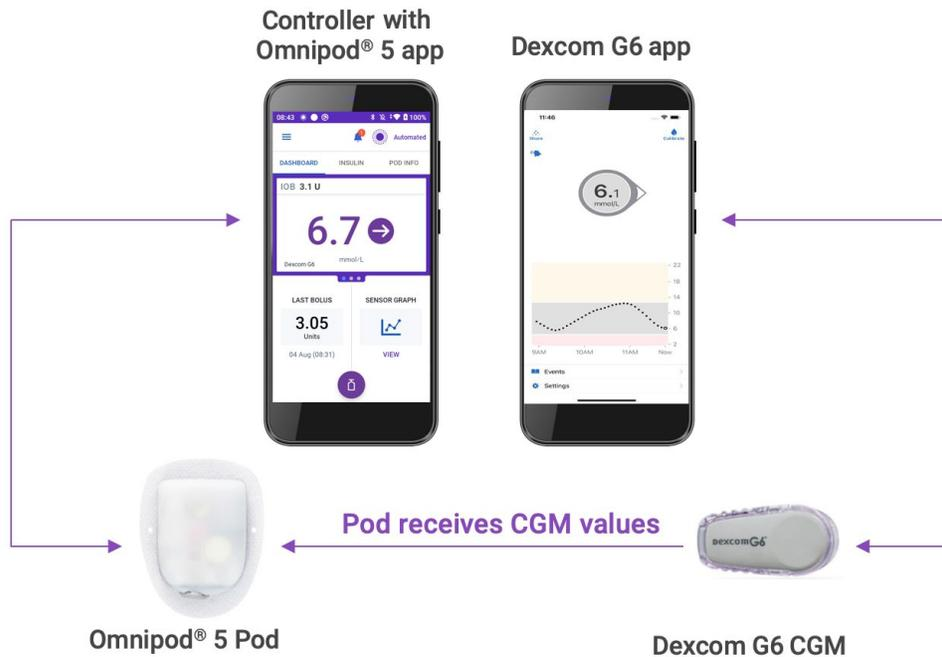 Controller with
Omnipod® 5 app
Dexcom G6 app
08:43
100%
1
Automated
DASHBOARD INSULIN POD INFO
IOB 3.1 U
6.7
mmol/L
Dexcom G6
LAST BOLUS
3.05
Units
04 Aug (08:31)
SENSOR GRAPH
VIEW
11:46
Share
Calibrate
6.1
mmol/L
22
18
14
10
6
2
9AM 10AM 11AM Now
Events
Settings
Pod receives CGM values
Dexcom G6
Omnipod® 5 Pod
Dexcom G6 CGM